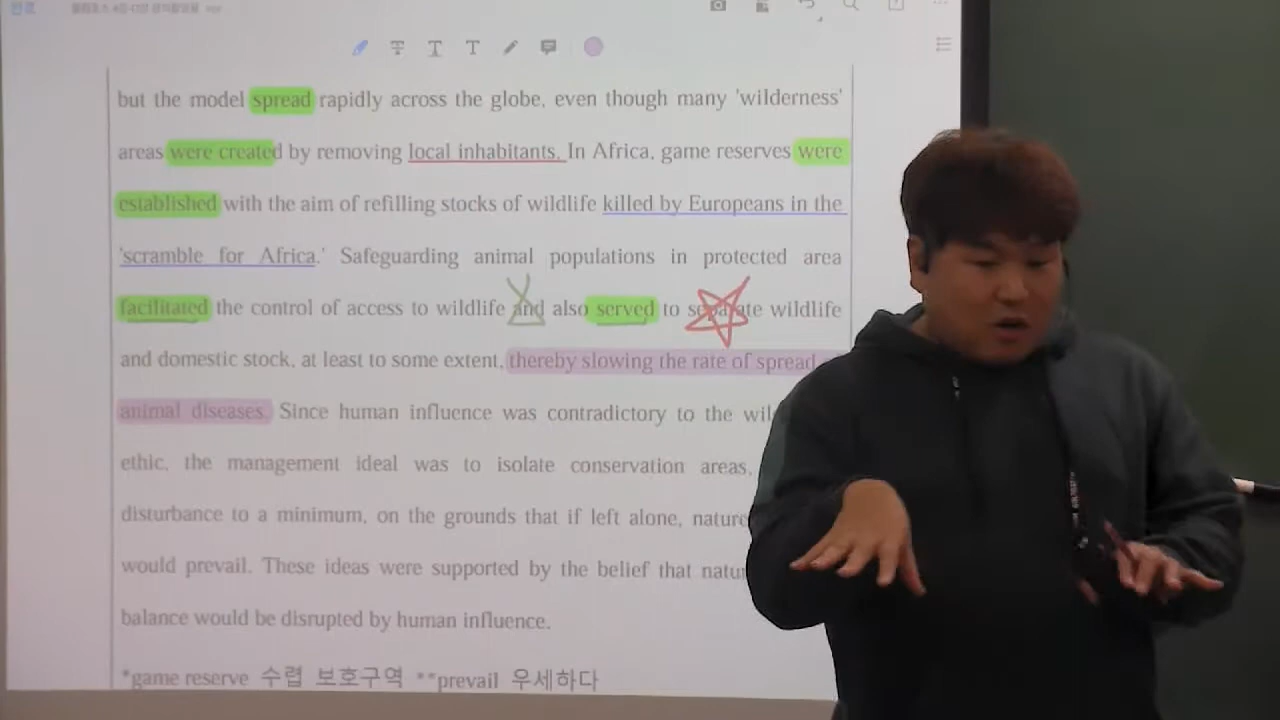 완료
but the model spread rapidly across the globe, even though many 'wilderness'
areas were created by removing local inhabitants. In Africa, game reserves were
established with the aim of refilling stocks of wildlife killed by Europeans in the
'scramble for Africa.' Safeguarding animal populations in protected area
facilitated the control of access to wildlife and also served to separate wildlife
and domestic stock, at least to some extent, thereby slowing the rate of spread
animal diseases. Since human influence was contradictory to the
ethic, the management ideal was to isolate conservation areas,
disturbance to a minimum, on the grounds that if left alone, nature
would prevail. These ideas were supported by the belief that
balance would be disrupted by human influence.
*game reserve 수렵 보호구역 **prevail 우세하다